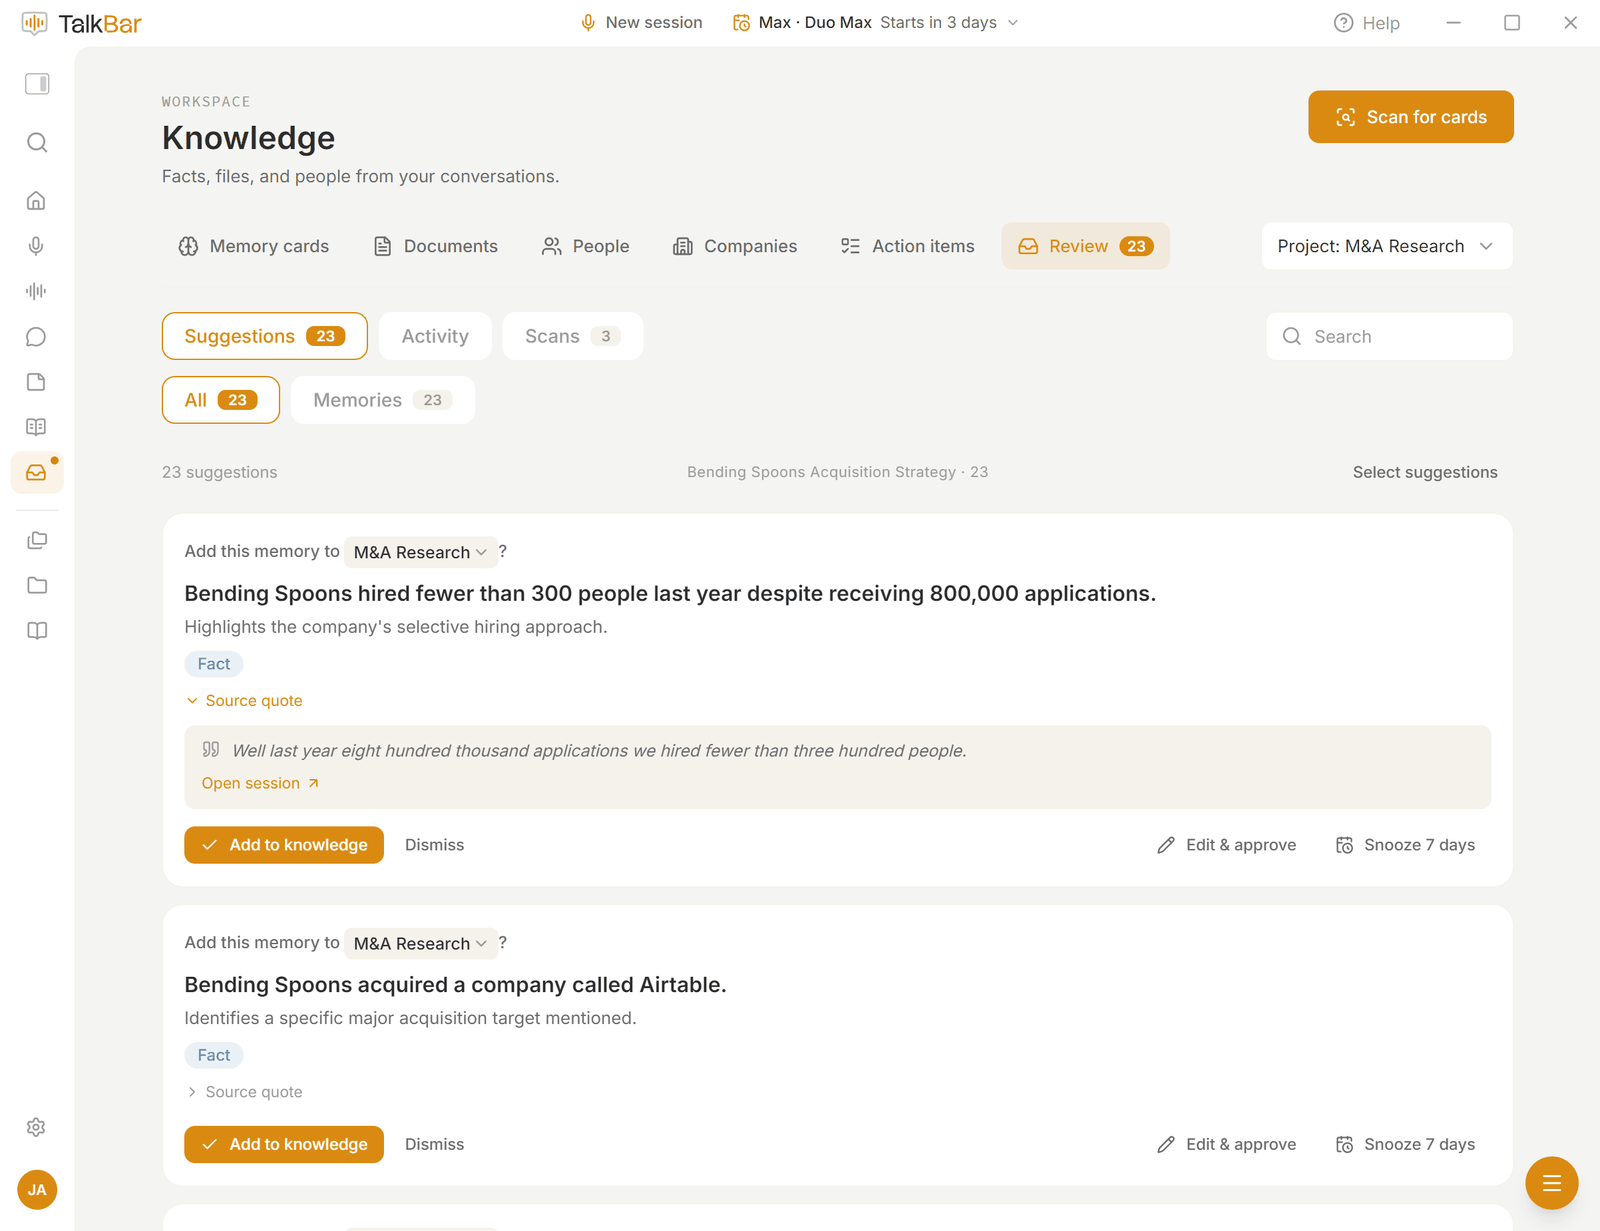 TalkBar
New session
Max · Duo Max Starts in 3 days
Help
WORKSPACE
Knowledge
Facts, files, and people from your conversations.
Scan for cards
Memory cards
Documents
People
Companies
Action items
Review 23
Project: M&A Research
Suggestions 23
Activity
Scans 3
Search
All 23
Memories 23
23 suggestions
Bending Spoons Acquisition Strategy · 23
Select suggestions
Add this memory to M&A Research ?
Bending Spoons hired fewer than 300 people last year despite receiving 800,000 applications.
Highlights the company's selective hiring approach.
Fact
Source quote
Well last year eight hundred thousand applications we hired fewer than three hundred people.
Open session
Add to knowledge
Dismiss
Edit & approve
Snooze 7 days
Add this memory to M&A Research ?
Bending Spoons acquired a company called Airtable.
Identifies a specific major acquisition target mentioned.
Fact
Source quote
Add to knowledge
Dismiss
Edit & approve
Snooze 7 days
JA